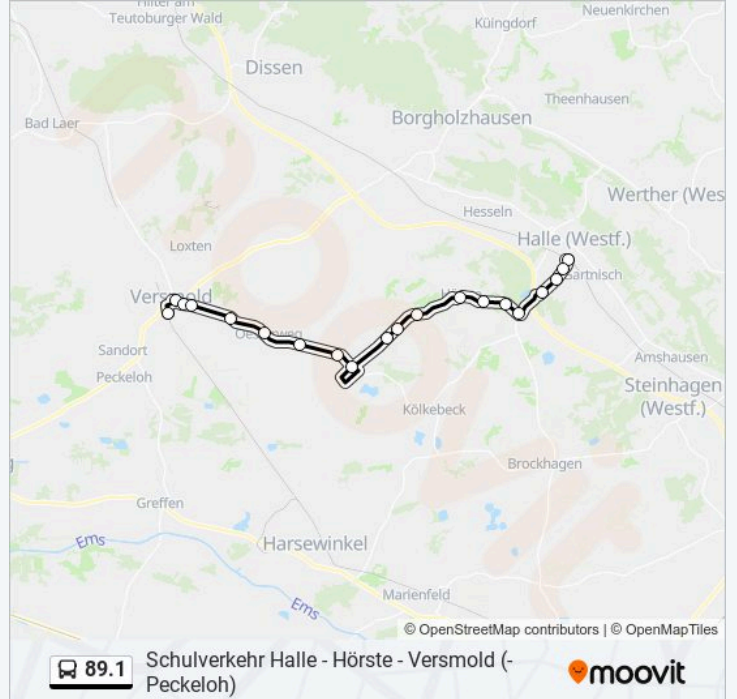 Hilter am
Teutoburger Wald
Küingdorf
Neuenkirchen
Dissen
Theenhausen
Bad Laer
Borgholzhausen
Werther (Wes
Hesseln
Halle (Westf.)
Loxten
Gartnisch
Versmold
Sandort
Peckeloh
Amshausen
Steinhagen
(Westf.)
Kölkebeck
Brockhagen
Greffen
Ems
Harsewinkel
Ems
Marienfeld
© OpenStreetMap contributors | © OpenMapTiles
89.1
Schulverkehr Halle - Hörste - Versmold (-
Peckeloh)
moovit